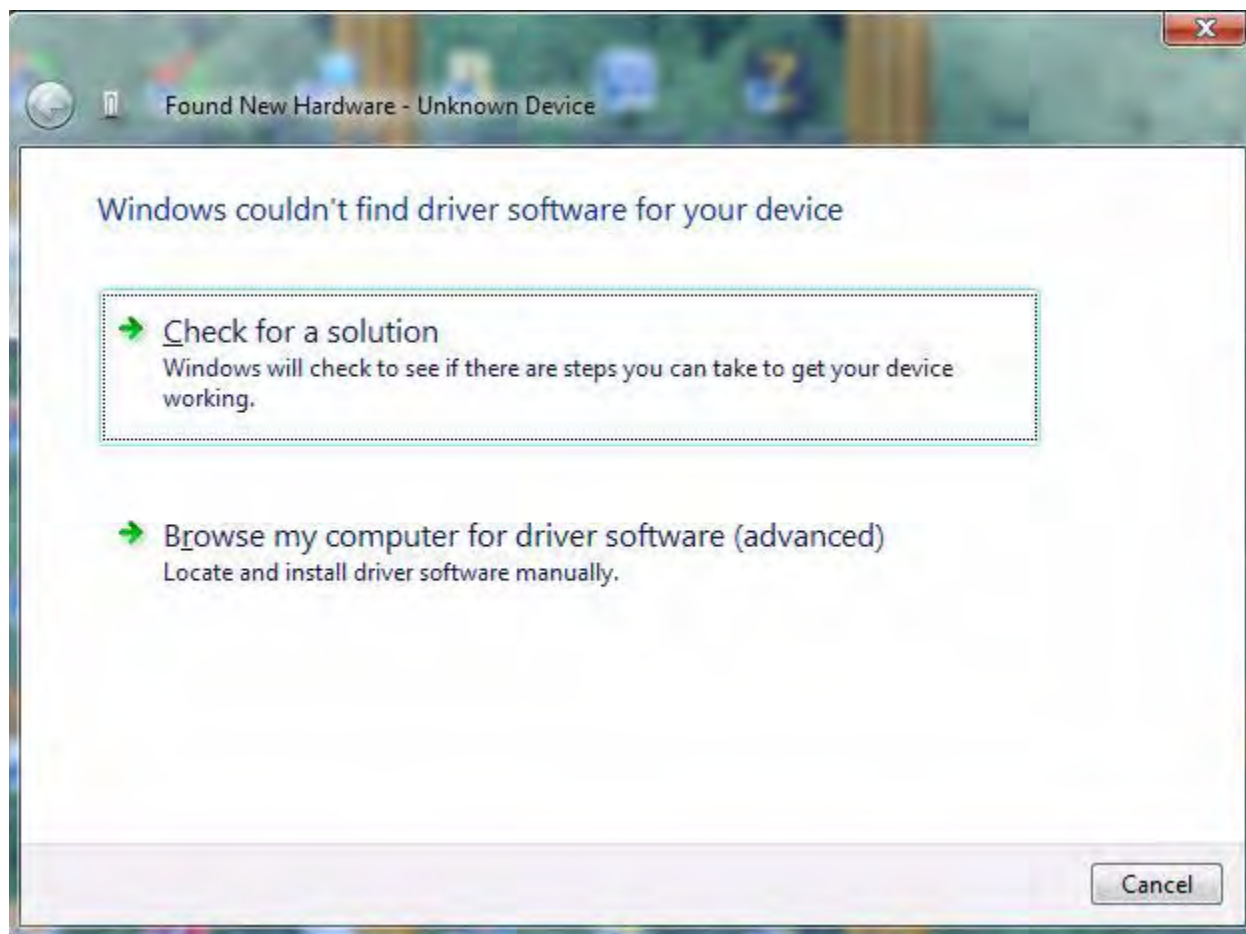 Found New Hardware - Unknown Device
Windows couldn't find driver software for your device
Check for a solution
Windows will check to see if there are steps you can take to get your device
working.
Browse my computer for driver software (advanced)
Locate and install driver software manually.
Cancel